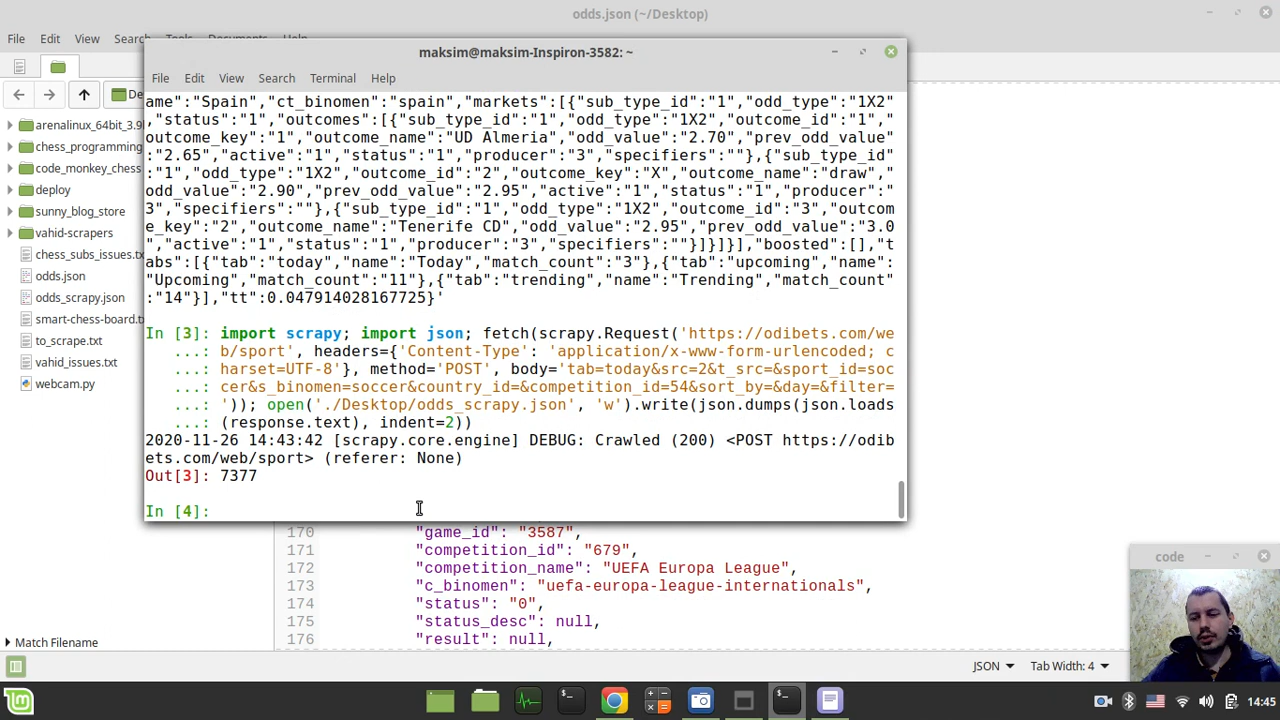 odds.json (~/Desktop)
File Edit View Search Tools Documents Help
maksim@maksim-Inspiron-3582: ~
File Edit View Search Terminal Help
ame":"Spain","ct_binomen":"spain","markets":[{"sub_type_id":"1","odd_type":"1X2"
,"status":"1","outcomes":[{"sub_type_id":"1","odd_type":"1X2","outcome_id":"1","
outcome_key":"1","outcome_name":"UD Almeria","odd_value":"2.70","prev_odd_value"
:"2.65","active":"1","status":"1","producer":"3","specifiers":""},{"sub_type_id"
:"1","odd_type":"1X2","outcome_id":"2","outcome_key":"X","outcome_name":"draw","
odd_value":"2.90","prev_odd_value":"2.95","active":"1","status":"1","producer":"
3","specifiers":""},{"sub_type_id":"1","odd_type":"1X2","outcome_id":"3","outcom
e_key":"2","outcome_name":"Tenerife CD","odd_value":"2.95","prev_odd_value":"3.0
","active":"1","status":"1","producer":"3","specifiers":""}]}]}],"boosted":[],"t
abs":[{"tab":"today","name":"Today","match_count":"3"},{"tab":"upcoming","name":
"Upcoming","match_count":"11"},{"tab":"trending","name":"Trending","match_count"
:"14"}],"tt":0.047914028167725}'
In [3]: import scrapy; import json; fetch(scrapy.Request('https://odibets.com/we
...: b/sport', headers={'Content-Type': 'application/x-www-form-urlencoded; c
...: harset=UTF-8'}, method='POST', body='tab=today&src=2&t_src=&sport_id=soc
...: cer&s_binomen=soccer&country_id=&competition_id=54&sort_by=&day=&filter=
...: ')); open('./Desktop/odds_scrapy.json', 'w').write(json.dumps(json.loads
...: (response.text), indent=2))
2020-11-26 14:43:42 [scrapy.core.engine] DEBUG: Crawled (200) <POST https://odib
ets.com/web/sport> (referer: None)
Out[3]: 7377
In [4]:
De
arenalinux_64bit_3.9
chess_programming
code_monkey_chess
deploy
sunny_blog_store
vahid-scrapers
chess_subs_issues.tx
odds.json
odds_scrapy.json
smart-chess-board.t
to_scrape.txt
vahid_issues.txt
webcam.py
170 "game_id": "3587",
171 "competition_id": "679",
172 "competition_name": "UEFA Europa League",
173 "c_binomen": "uefa-europa-league-internationals",
174 "status": "0",
175 "status_desc": null,
176 "result": null,
code
Match Filename
JSON Tab Width: 4
14:45